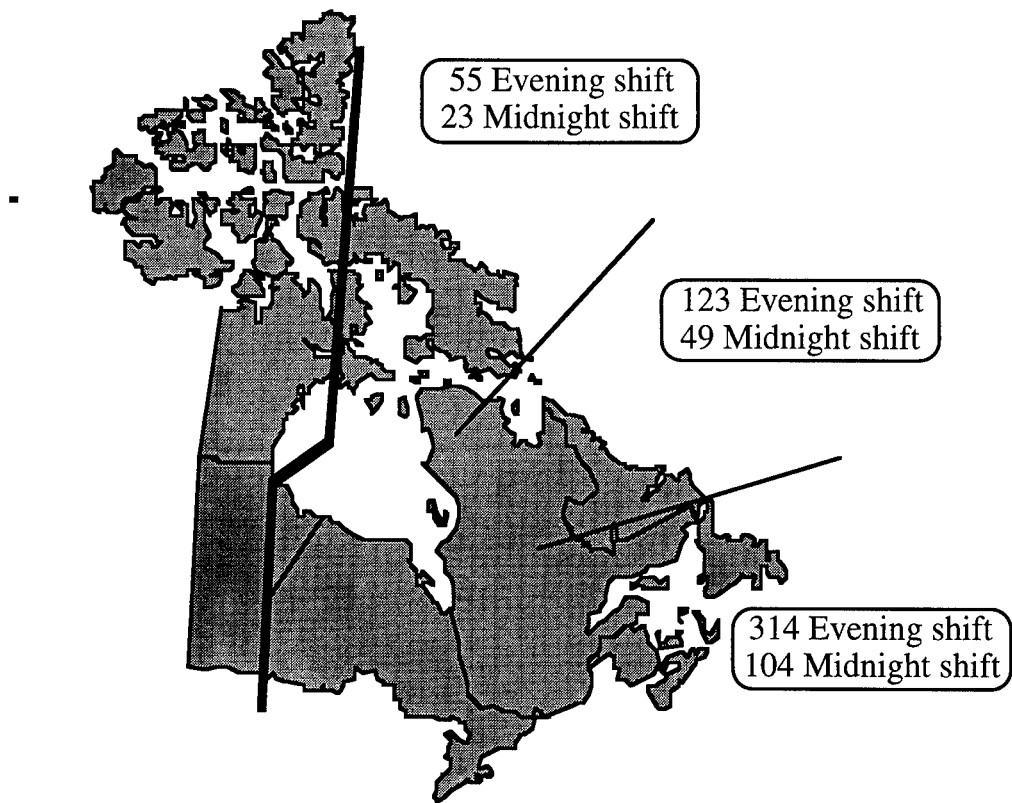 55 Evening shift
23 Midnight shift
123 Evening shift
49 Midnight shift
314 Evening shift
104 Midnight shift